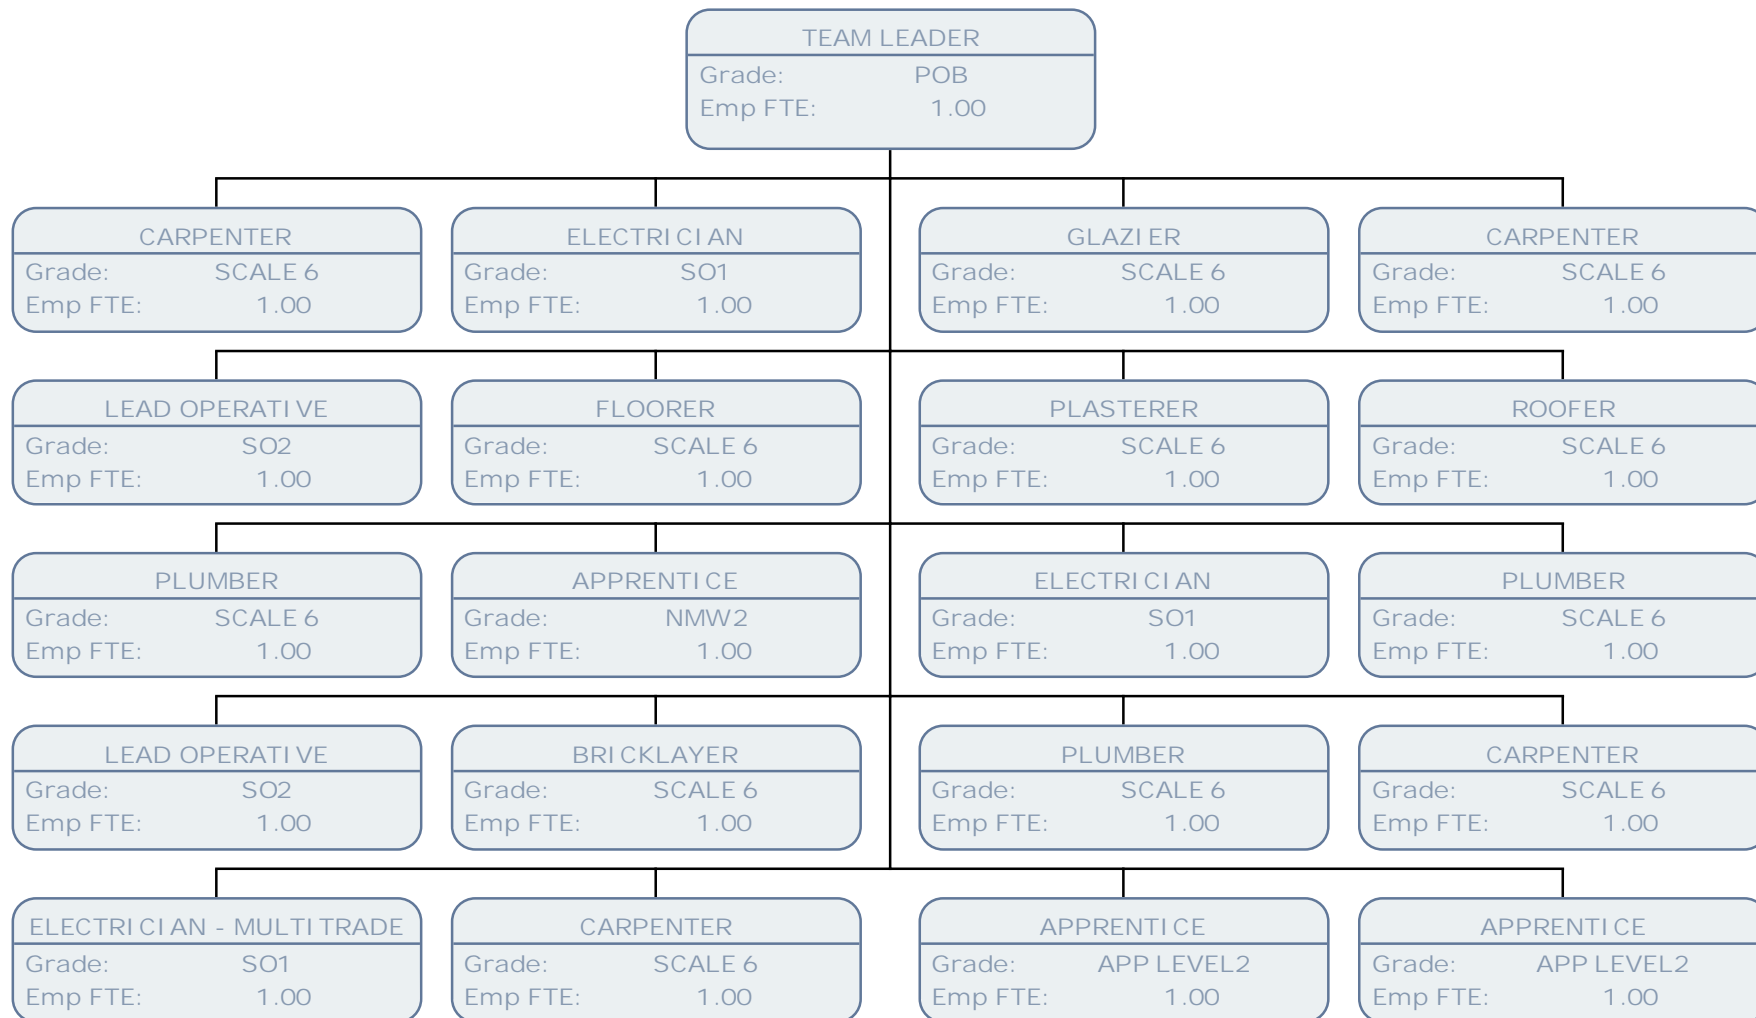 TEAM LEADER
Grade: POB
Emp FTE: 1.00
CARPENTER
Grade: SCALE 6
Emp FTE: 1.00
ELECTRICIAN
Grade: SO1
Emp FTE: 1.00
GLAZIER
Grade: SCALE 6
Emp FTE: 1.00
CARPENTER
Grade: SCALE 6
Emp FTE: 1.00
LEAD OPERATIVE
Grade: SO2
Emp FTE: 1.00
FLOORER
Grade: SCALE 6
Emp FTE: 1.00
PLASTERER
Grade: SCALE 6
Emp FTE: 1.00
ROOFER
Grade: SCALE 6
Emp FTE: 1.00
PLUMBER
Grade: SCALE 6
Emp FTE: 1.00
APPRENTICE
Grade: NMW2
Emp FTE: 1.00
ELECTRICIAN
Grade: SO1
Emp FTE: 1.00
PLUMBER
Grade: SCALE 6
Emp FTE: 1.00
LEAD OPERATIVE
Grade: SO2
Emp FTE: 1.00
BRICKLAYER
Grade: SCALE 6
Emp FTE: 1.00
PLUMBER
Grade: SCALE 6
Emp FTE: 1.00
CARPENTER
Grade: SCALE 6
Emp FTE: 1.00
ELECTRICIAN - MULTI TRADE
Grade: SO1
Emp FTE: 1.00
CARPENTER
Grade: SCALE 6
Emp FTE: 1.00
APPRENTICE
Grade: APP LEVEL2
Emp FTE: 1.00
APPRENTICE
Grade: APP LEVEL2
Emp FTE: 1.00